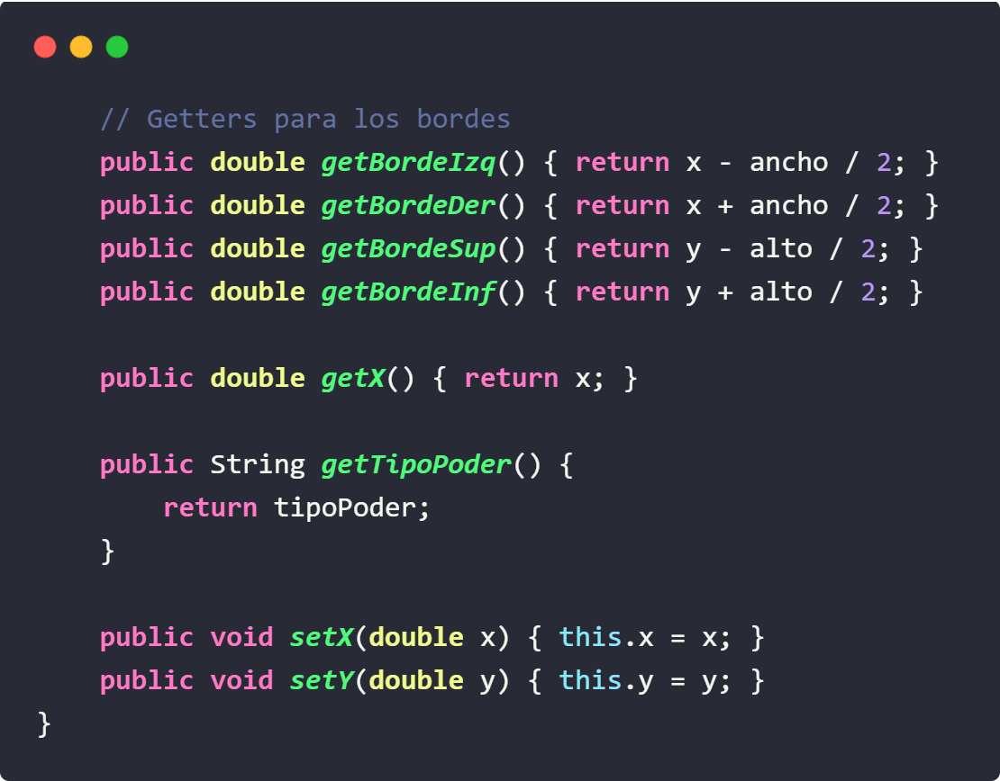 // Getters para los bordes
public double getBordeIzq() { return x - ancho / 2; }
public double getBordeDer() { return x + ancho / 2; }
public double getBordeSup() { return y - alto / 2; }
public double getBordeInf() { return y + alto / 2; }
public double getX() { return x; }
public String getTipoPoder() {
return tipoPoder;
}
public void setX(double x) { this.x = x; }
public void setY(double y) { this.y = y; }
}